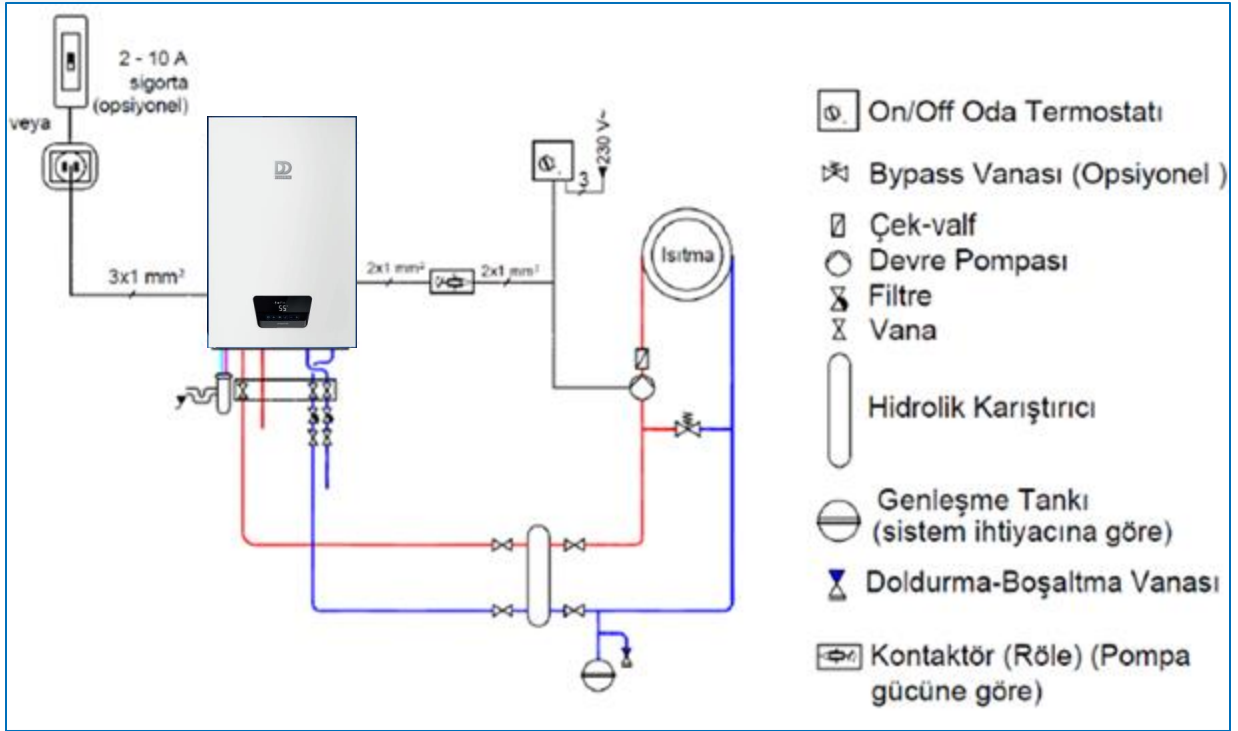 2 - 10 A
sigorta
(opsiyonel)
veya
3x1 mm²
2x1 mm²
2x1 mm²
3
230 V~
Isıtma
55
On/Off Oda Termostatı
Bypass Vanası (Opsiyonel )
Çek-valf
Devre Pompası
Filtre
Vana
Hidrolik Karıştırıcı
Genleşme Tankı
(sistem ihtiyacına göre)
Doldurma-Boşaltma Vanası
Kontaktör (Röle) (Pompa
gücüne göre)